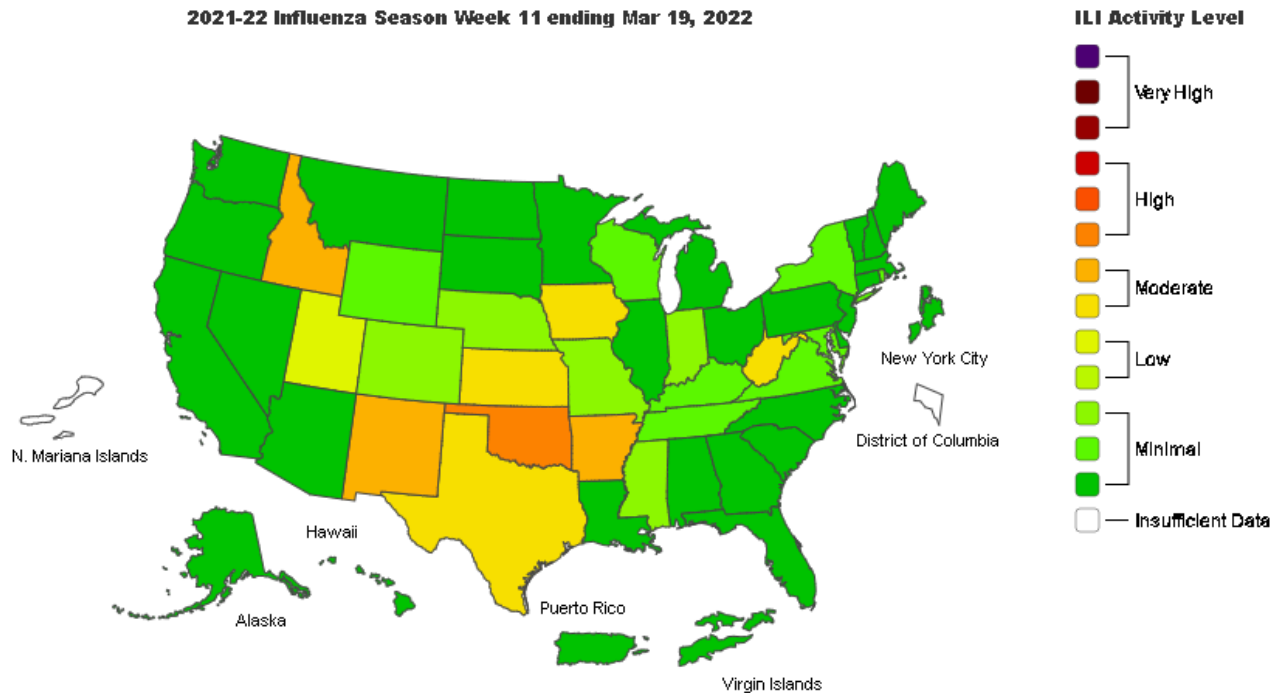 2021-22 Influenza Season Week 11 ending Mar 19, 2022
ILI Activity Level
Very High
High
Moderate
Low
Minimal
Insufficient Data
New York City
District of Columbia
N. Mariana Islands
Hawaii
Alaska
Puerto Rico
Virgin Islands